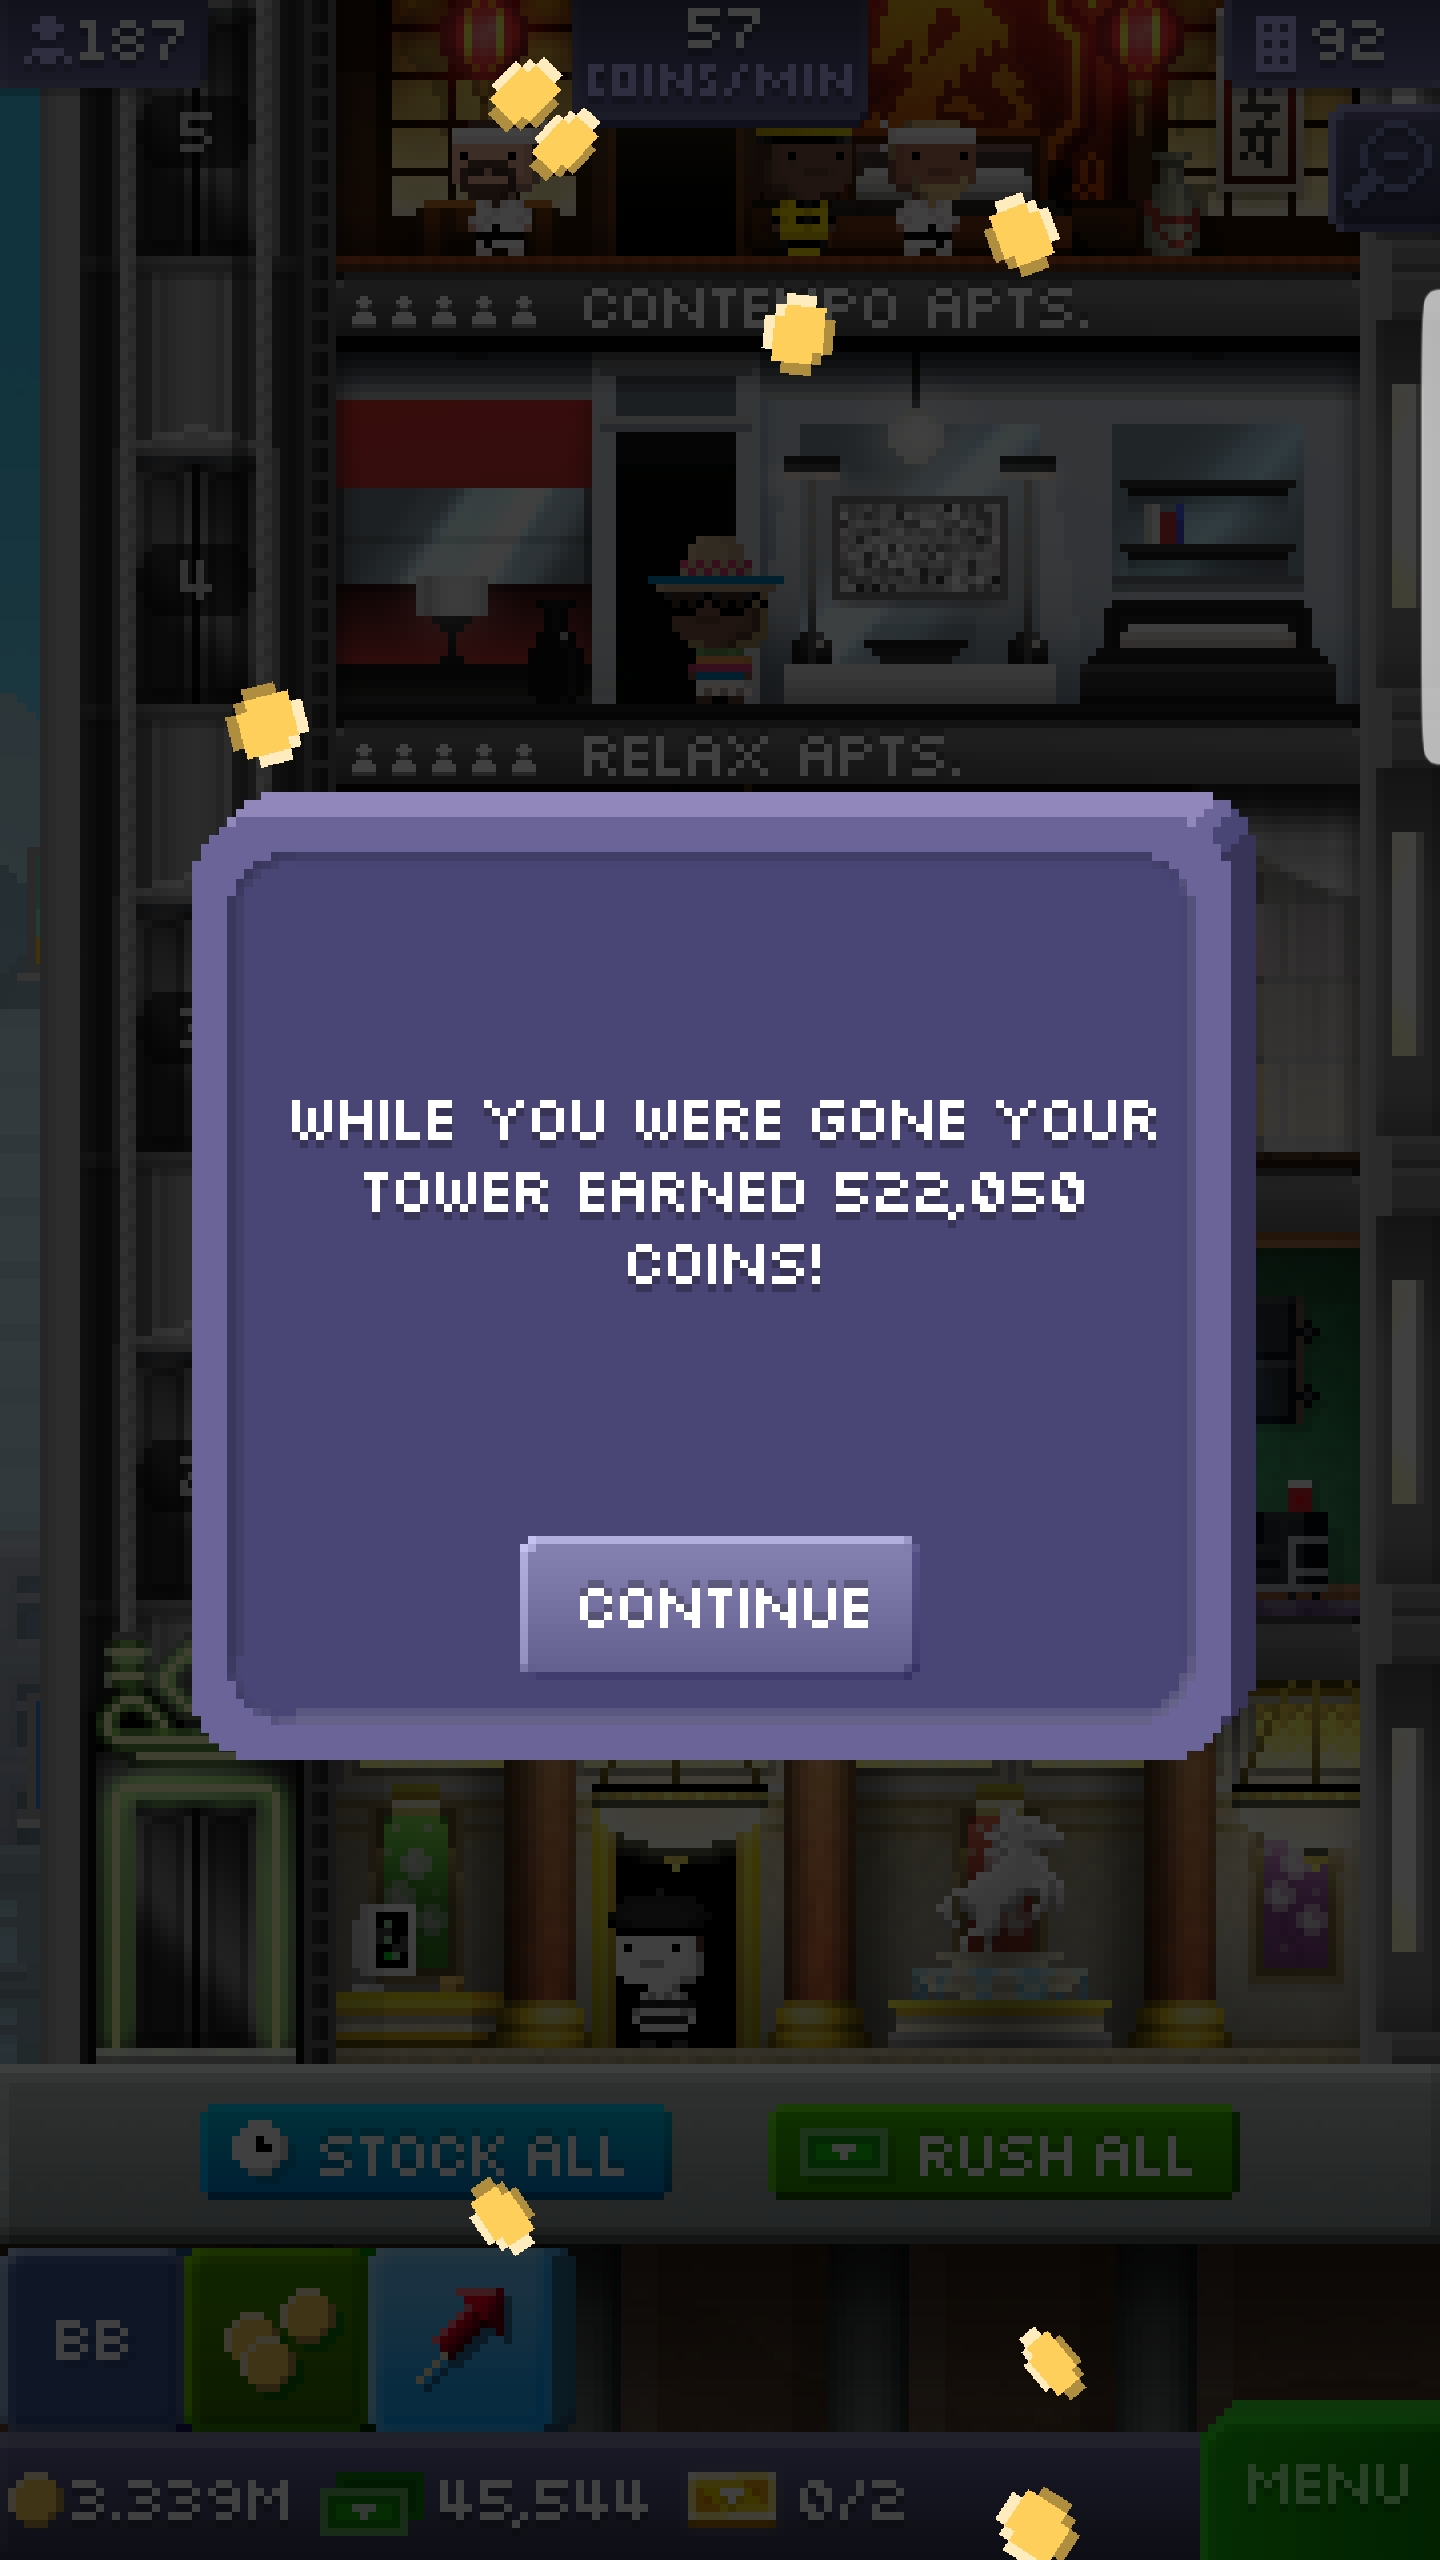 187
57
COINS/MIN
92
5
CONTEMPO APTS.
4
RELAX APTS.
WHILE YOU WERE GONE YOUR
TOWER EARNED 522,050
COINS!
CONTINUE
STOCK ALL
RUSH ALL
BB
3.339M
45,544
0/2
MENU